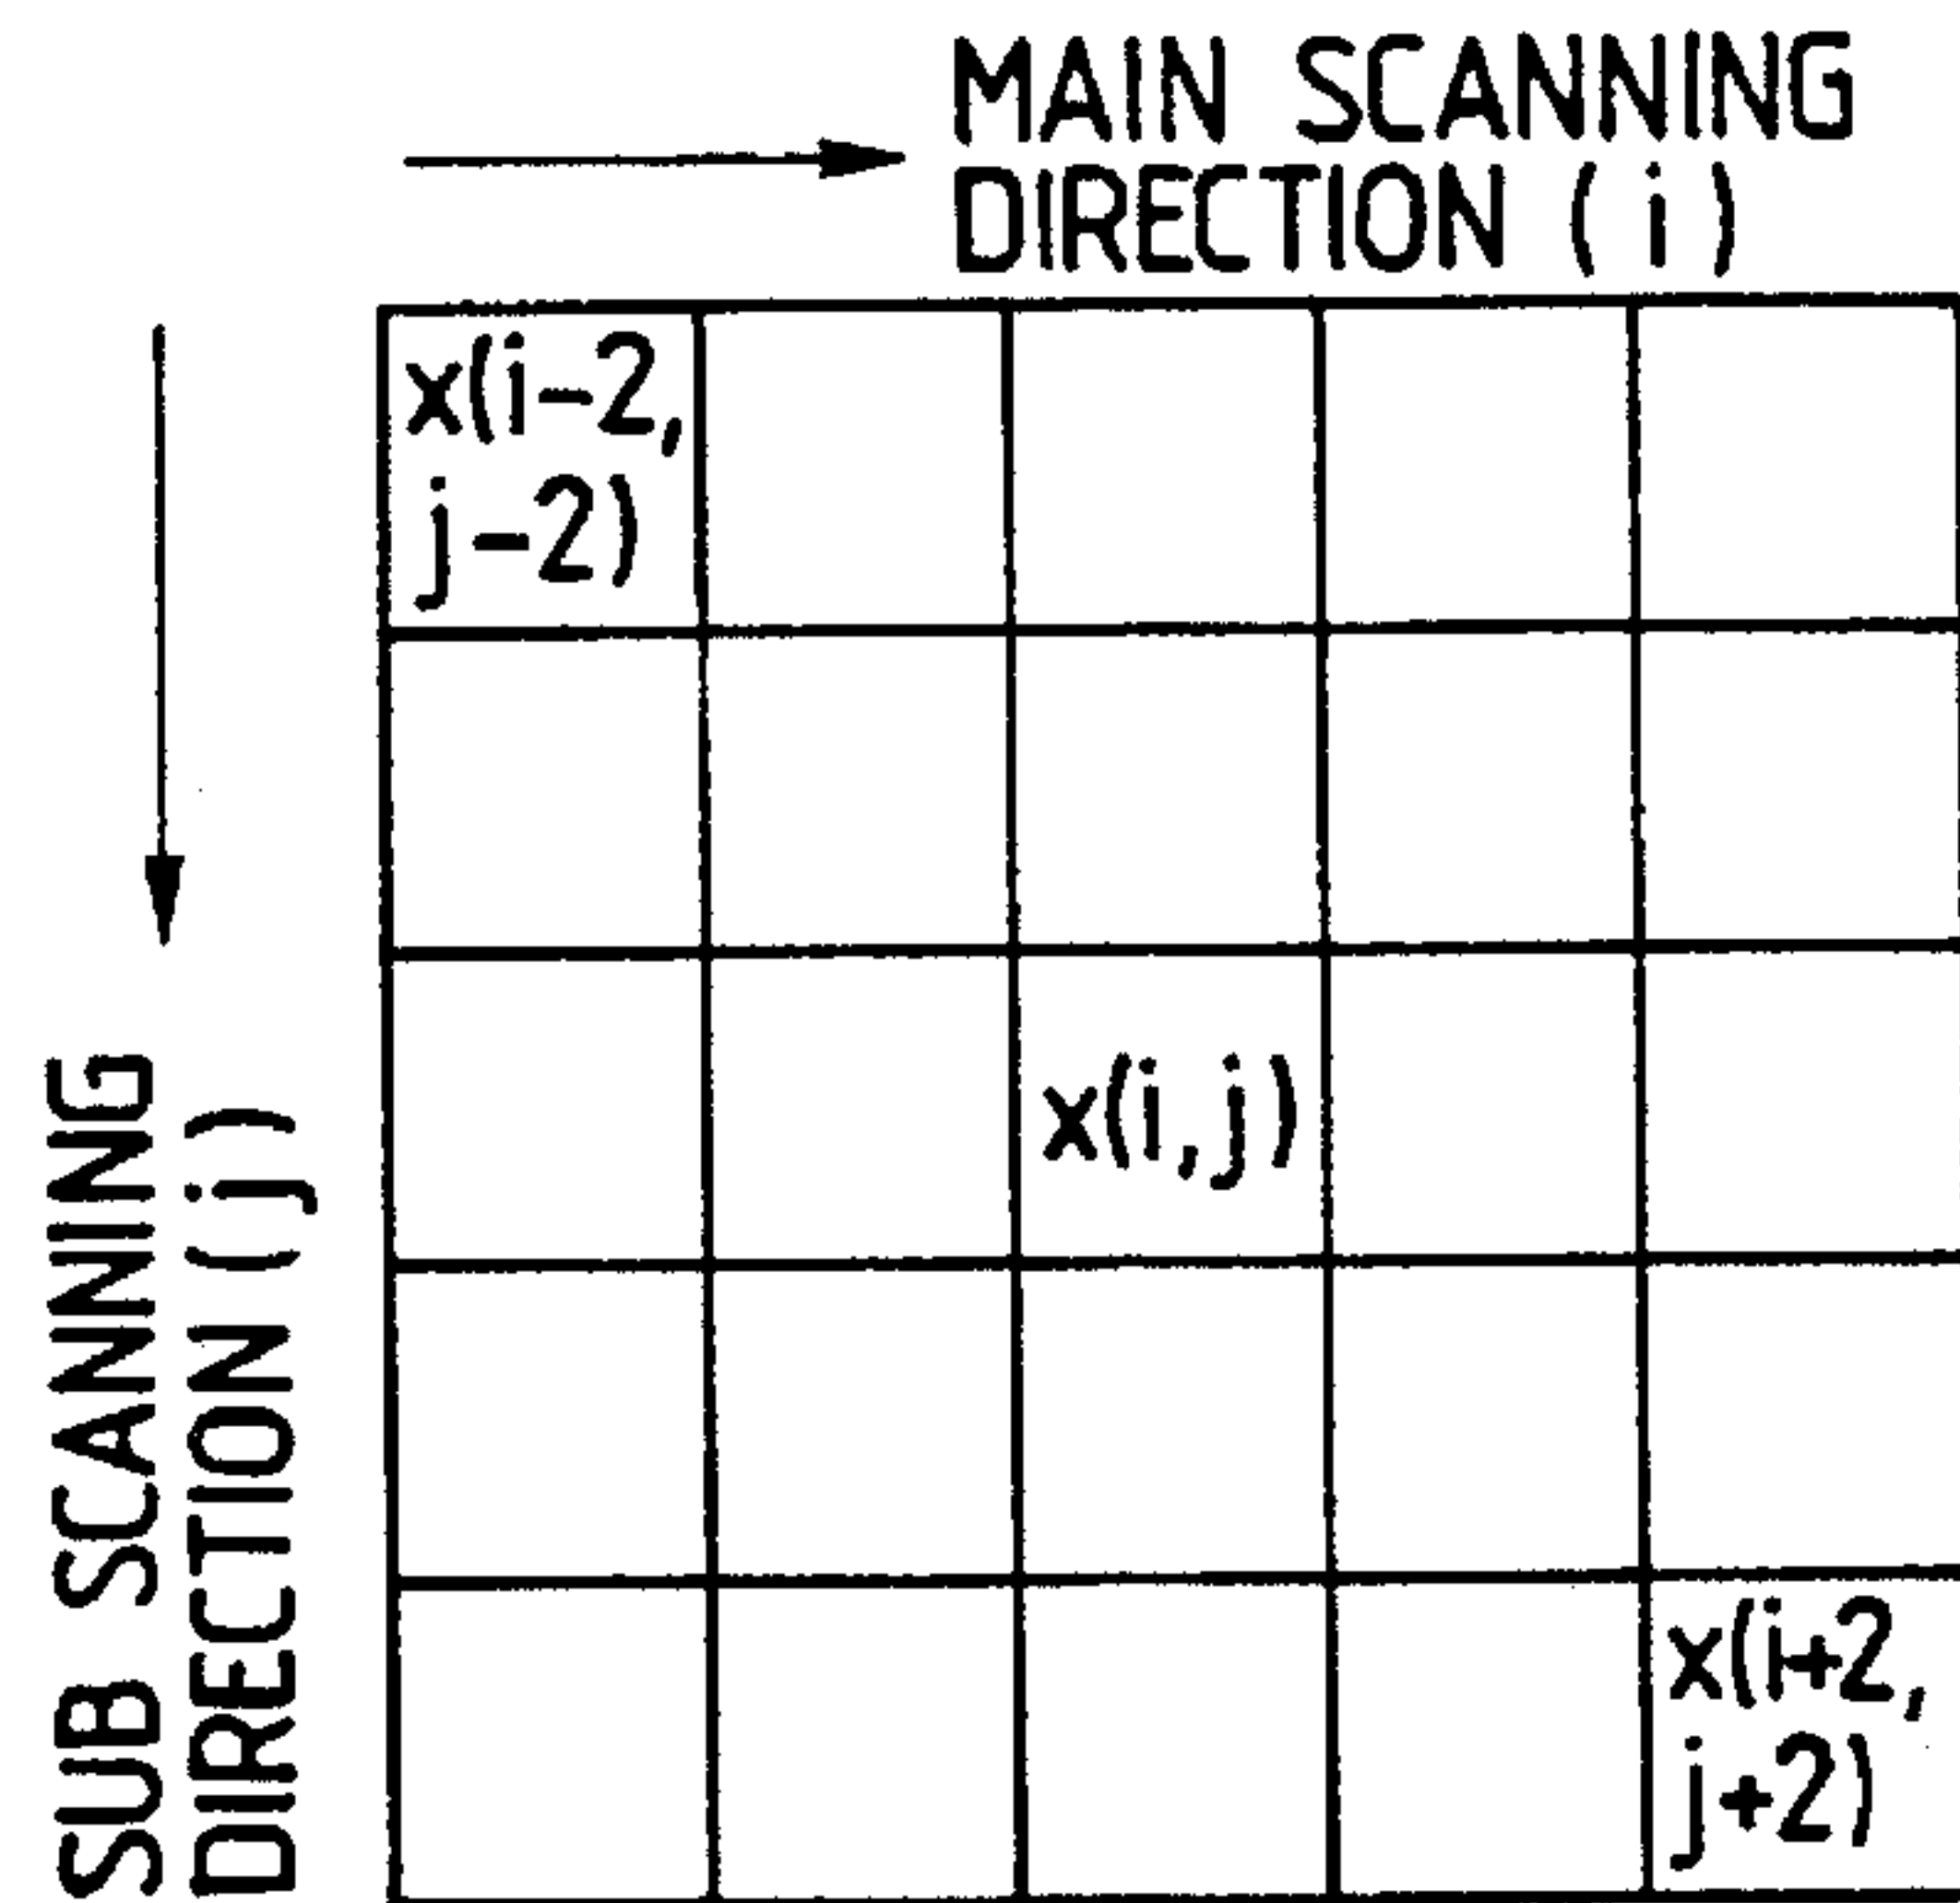 MAIN SCANNING
DIRECTION ( i )
x(i-2,
j-2)
x(i,j)
x(i+2,
j+2)
SUB SCANNING
DIRECTION ( j )